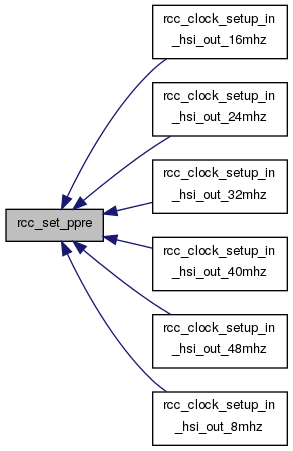 rcc_clock_setup_in
_hsi_out_16mhz
rcc_clock_setup_in
_hsi_out_24mhz
rcc_clock_setup_in
_hsi_out_32mhz
rcc_set_ppre
rcc_clock_setup_in
_hsi_out_40mhz
rcc_clock_setup_in
_hsi_out_48mhz
rcc_clock_setup_in
_hsi_out_8mhz